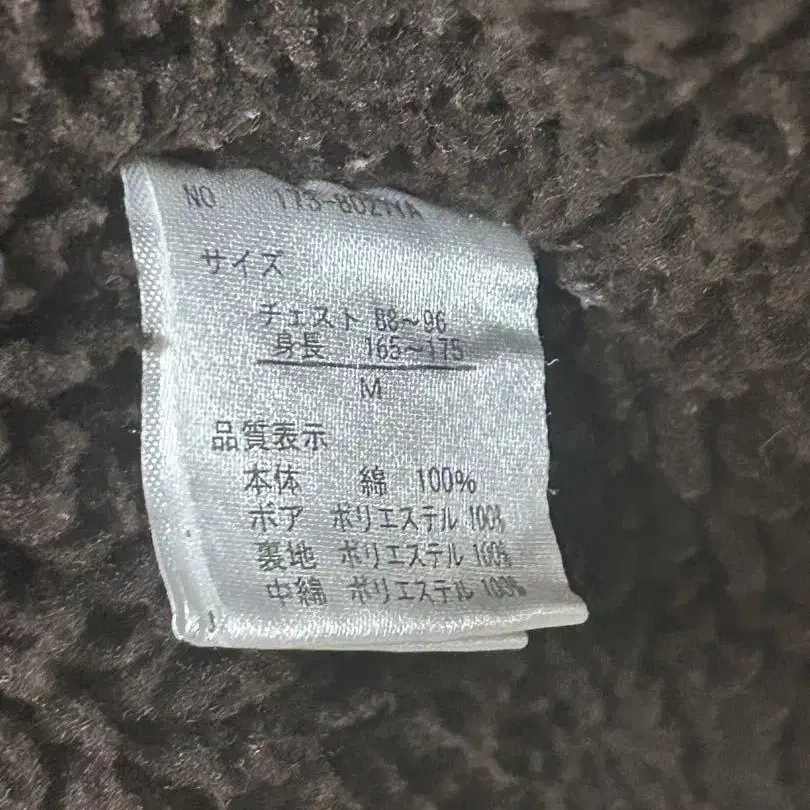 NO 173-80271A
サイズ
チェスト 88～96
身長 165～175
M
品質表示
本体 綿 100%
ボア ポリエステル 100%
裏地 ポリエステル 100%
中綿 ポリエステル 100%